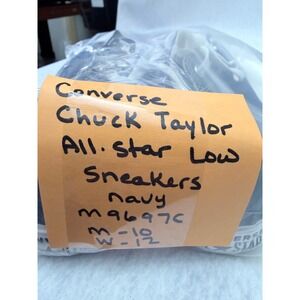 Converse
Chuck Taylor
All.Star Low
Sneakers
navy
M9697C
M-10
W-12